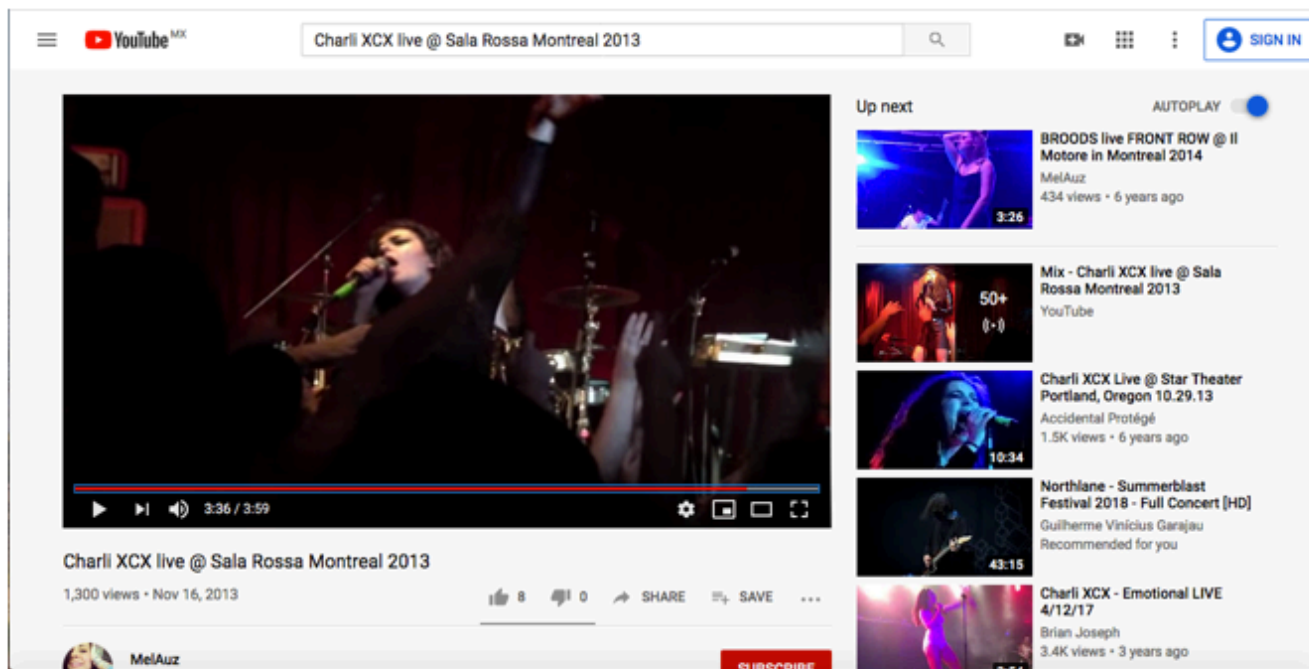 YouTube MX
Charli XCX live @ Sala Rossa Montreal 2013
SIGN IN
3:36 / 3:59
Charli XCX live @ Sala Rossa Montreal 2013
1,300 views • Nov 16, 2013
8
0
SHARE
SAVE
MelAuz
SUBSCRIBE
Up next
AUTOPLAY
3:26
BROODS live FRONT ROW @ Il
Motore in Montreal 2014
MelAuz
434 views • 6 years ago
50+
Mix - Charli XCX live @ Sala
Rossa Montreal 2013
YouTube
10:34
Charli XCX Live @ Star Theater
Portland, Oregon 10.29.13
Accidental Protégé
1.5K views • 6 years ago
43:15
Northlane - Summerblast
Festival 2018 - Full Concert [HD]
Guilherme Vinícius Garajau
Recommended for you
Charli XCX - Emotional LIVE
4/12/17
Brian Joseph
3.4K views • 3 years ago